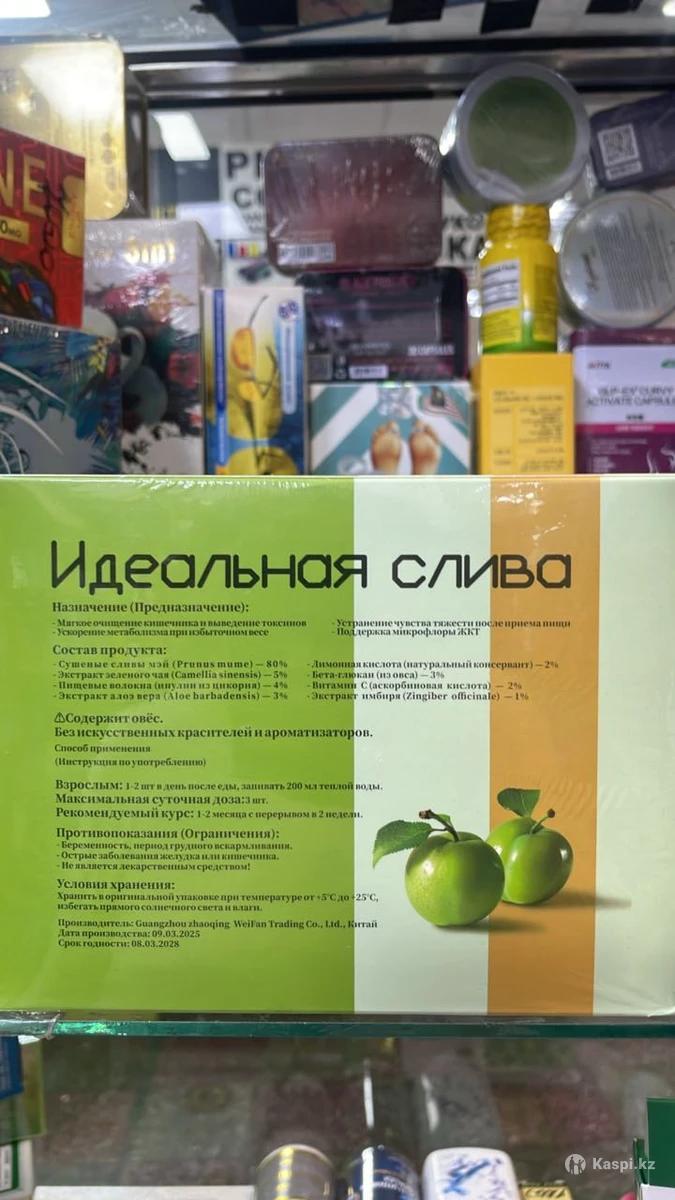 5in1
SLIP-FX CURVY
ACTIVATE CAPSUL
Идеальная слива
Назначение (Предназначение):
- Мягкое очищение кишечника и выведение токсинов
- Ускорение метаболизма при избыточном весе
- Устранение чувства тяжести после приема пищи
- Поддержка микрофлоры ЖКТ
Состав продукта:
- Сушеные сливы мэй (Prunus mume) — 80%
- Экстракт зеленого чая (Camellia sinensis) — 5%
- Пищевые волокна (инулин из цикория) — 4%
- Экстракт алоэ вера (Aloe barbadensis) — 3%
- Лимонная кислота (натуральный консервант) — 2%
- Бета-глюкан (из овса) — 3%
- Витамин С (аскорбиновая кислота) — 2%
- Экстракт имбиря (Zingiber officinale) — 1%
⚠Содержит овёс.
Без искусственных красителей и ароматизаторов.
Способ применения
(Инструкция по употреблению)
Взрослым: 1-2 шт в день после еды, запивать 200 мл теплой воды.
Максимальная суточная доза:3 шт.
Рекомендуемый курс: 1-2 месяца с перерывом в 2 недели.
Противопоказания (Ограничения):
- Беременность, период грудного вскармливания.
- Острые заболевания желудка или кишечника.
- Не является лекарственным средством!
Условия хранения:
Хранить в оригинальной упаковке при температуре от +5°C до +25°C,
избегать прямого солнечного света и влаги.
Производитель: Guangzhou zhaoqing WeiFan Trading Co., Ltd., Китай
Дата производства: 09.03.2025
Срок годности: 08.03.2028
Kaspi.kz